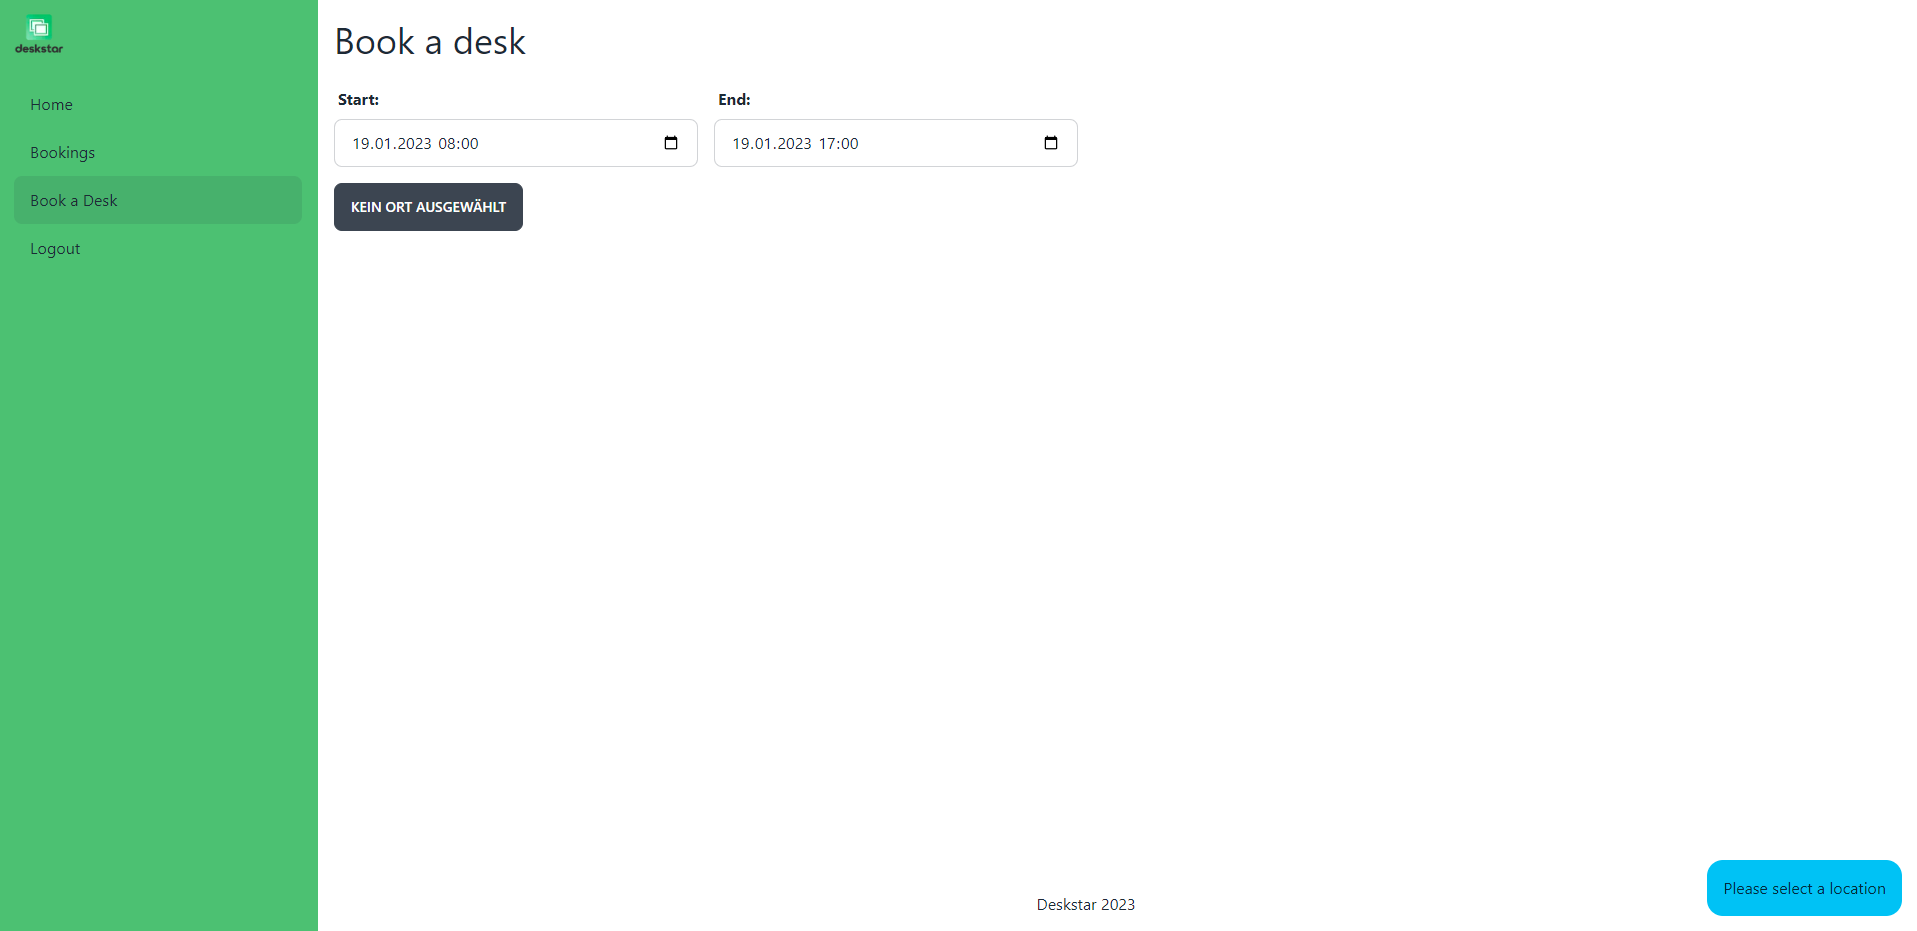 deskstar
Home
Bookings
Book a Desk
Logout
Book a desk
Start:
End:
19.01.2023 08:00
19.01.2023 17:00
KEIN ORT AUSGEWÄHLT
Please select a location
Deskstar 2023